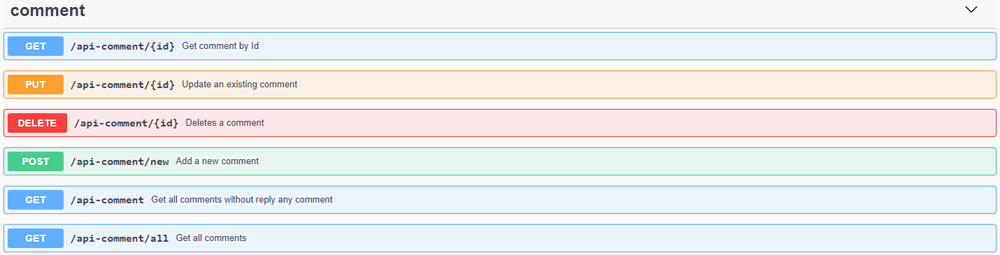 comment
GET /api-comment/{id} Get comment by Id
PUT /api-comment/{id} Update an existing comment
DELETE /api-comment/{id} Deletes a comment
POST /api-comment/new Add a new comment
GET /api-comment Get all comments without reply any comment
GET /api-comment/all Get all comments